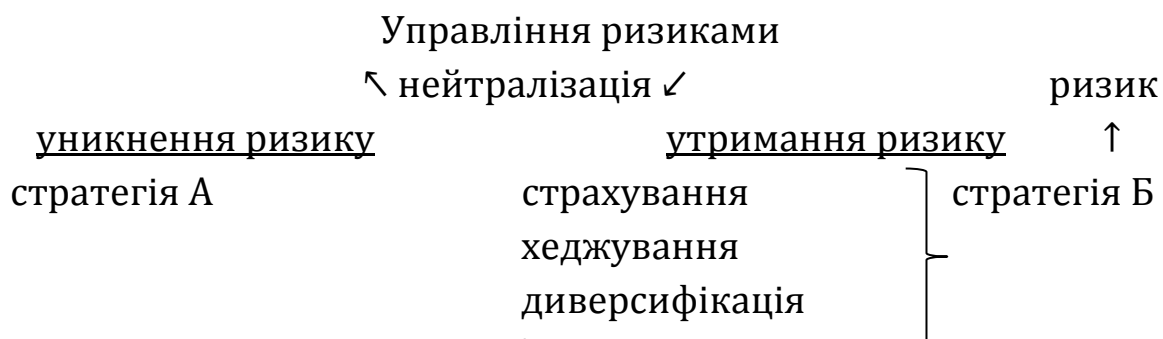 Управління ризиками
↖ нейтралізація ↙ ризик
уникнення ризику утримання ризику ↑
стратегія А страхування стратегія Б
хеджування
диверсифікація